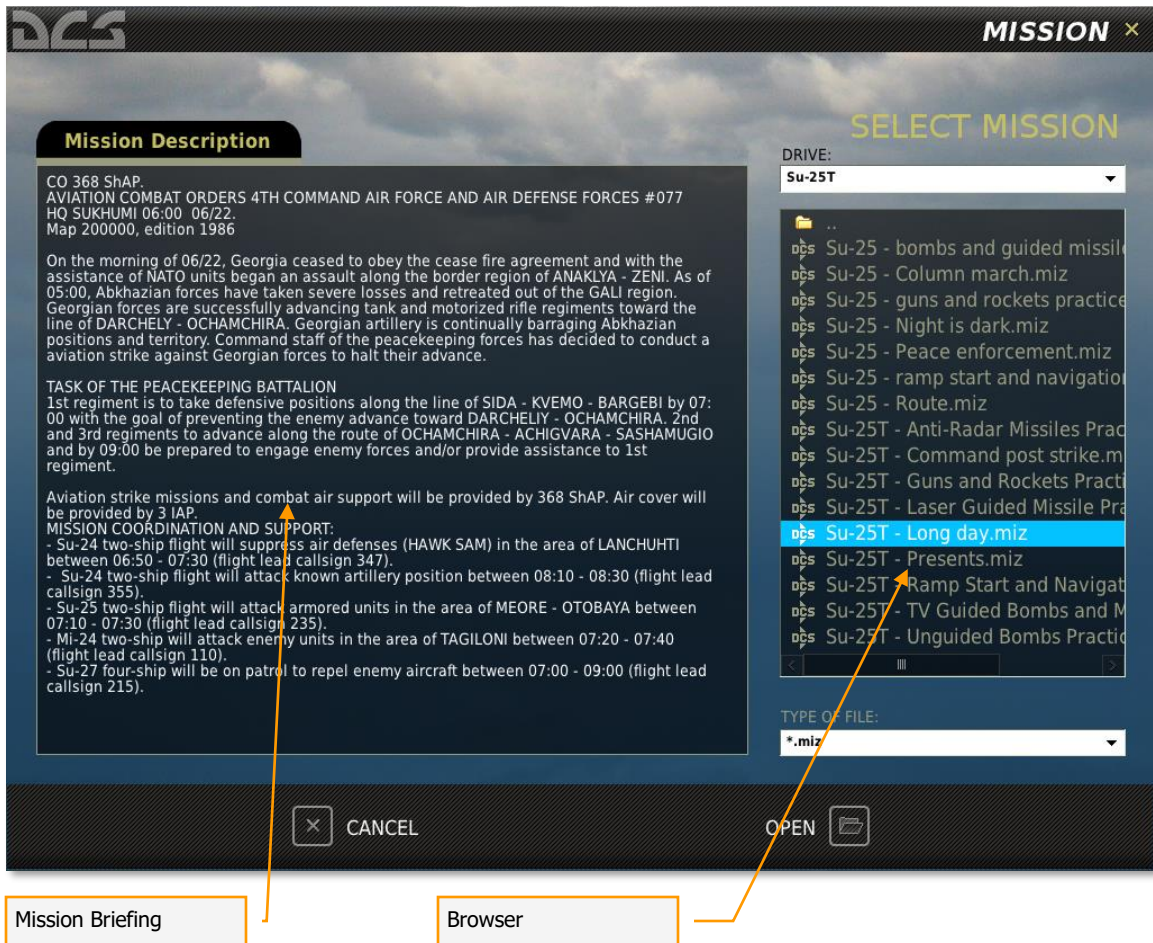 DCS
MISSION ×
SELECT MISSION
Mission Description
CO 368 ShAP.
AVIATION COMBAT ORDERS 4TH COMMAND AIR FORCE AND AIR DEFENSE FORCES #077
HQ SUKHUMI 06:00  06/22.
Map 200000, edition 1986
On the morning of 06/22, Georgia ceased to obey the cease fire agreement and with the
assistance of NATO units began an assault along the border region of ANAKLYA - ZENI. As of
05:00, Abkhazian forces have taken severe losses and retreated out of the GALI region.
Georgian forces are successfully advancing tank and motorized rifle regiments toward the
line of DARCHELY - OCHAMCHIRA. Georgian artillery is continually barraging Abkhazian
positions and territory. Command staff of the peacekeeping forces has decided to conduct a
aviation strike against Georgian forces to halt their advance.
TASK OF THE PEACEKEEPING BATTALION
1st regiment is to take defensive positions along the line of SIDA - KVEMO - BARGEBI by 07:
00 with the goal of preventing the enemy advance toward DARCHELIY - OCHAMCHIRA. 2nd
and 3rd regiments to advance along the route of OCHAMCHIRA - ACHIGVARA - SASHAMUGIO
and by 09:00 be prepared to engage enemy forces and/or provide assistance to 1st
regiment.
Aviation strike missions and combat air support will be provided by 368 ShAP. Air cover will
be provided by 3 IAP.
MISSION COORDINATION AND SUPPORT:
- Su-24 two-ship flight will suppress air defenses (HAWK SAM) in the area of LANCHUHTI
between 06:50 - 07:30 (flight lead callsign 347).
-  Su-24 two-ship flight will attack known artillery position between 08:10 - 08:30 (flight lead
callsign 355).
- Su-25 two-ship flight will attack armored units in the area of MEORE - OTOBAYA between
07:10 - 07:30 (flight lead callsign 235).
- Mi-24 two-ship will attack enemy units in the area of TAGILONI between 07:20 - 07:40
(flight lead callsign 110).
- Su-27 four-ship will be on patrol to repel enemy aircraft between 07:00 - 09:00 (flight lead
callsign 215).
DRIVE:
Su-25T
..
DCS Su-25 - bombs and guided missil
DCS Su-25 - Column march.miz
DCS Su-25 - guns and rockets practice
DCS Su-25 - Night is dark.miz
DCS Su-25 - Peace enforcement.miz
DCS Su-25 - ramp start and navigation
DCS Su-25 - Route.miz
DCS Su-25T - Anti-Radar Missiles Prac
DCS Su-25T - Command post strike.m
DCS Su-25T - Guns and Rockets Practi
DCS Su-25T - Laser Guided Missile Pra
DCS Su-25T - Long day.miz
DCS Su-25T - Presents.miz
DCS Su-25T - Ramp Start and Navigat
DCS Su-25T - TV Guided Bombs and M
DCS Su-25T - Unguided Bombs Practic
TYPE OF FILE:
*.miz
CANCEL
OPEN
Mission Briefing
Browser